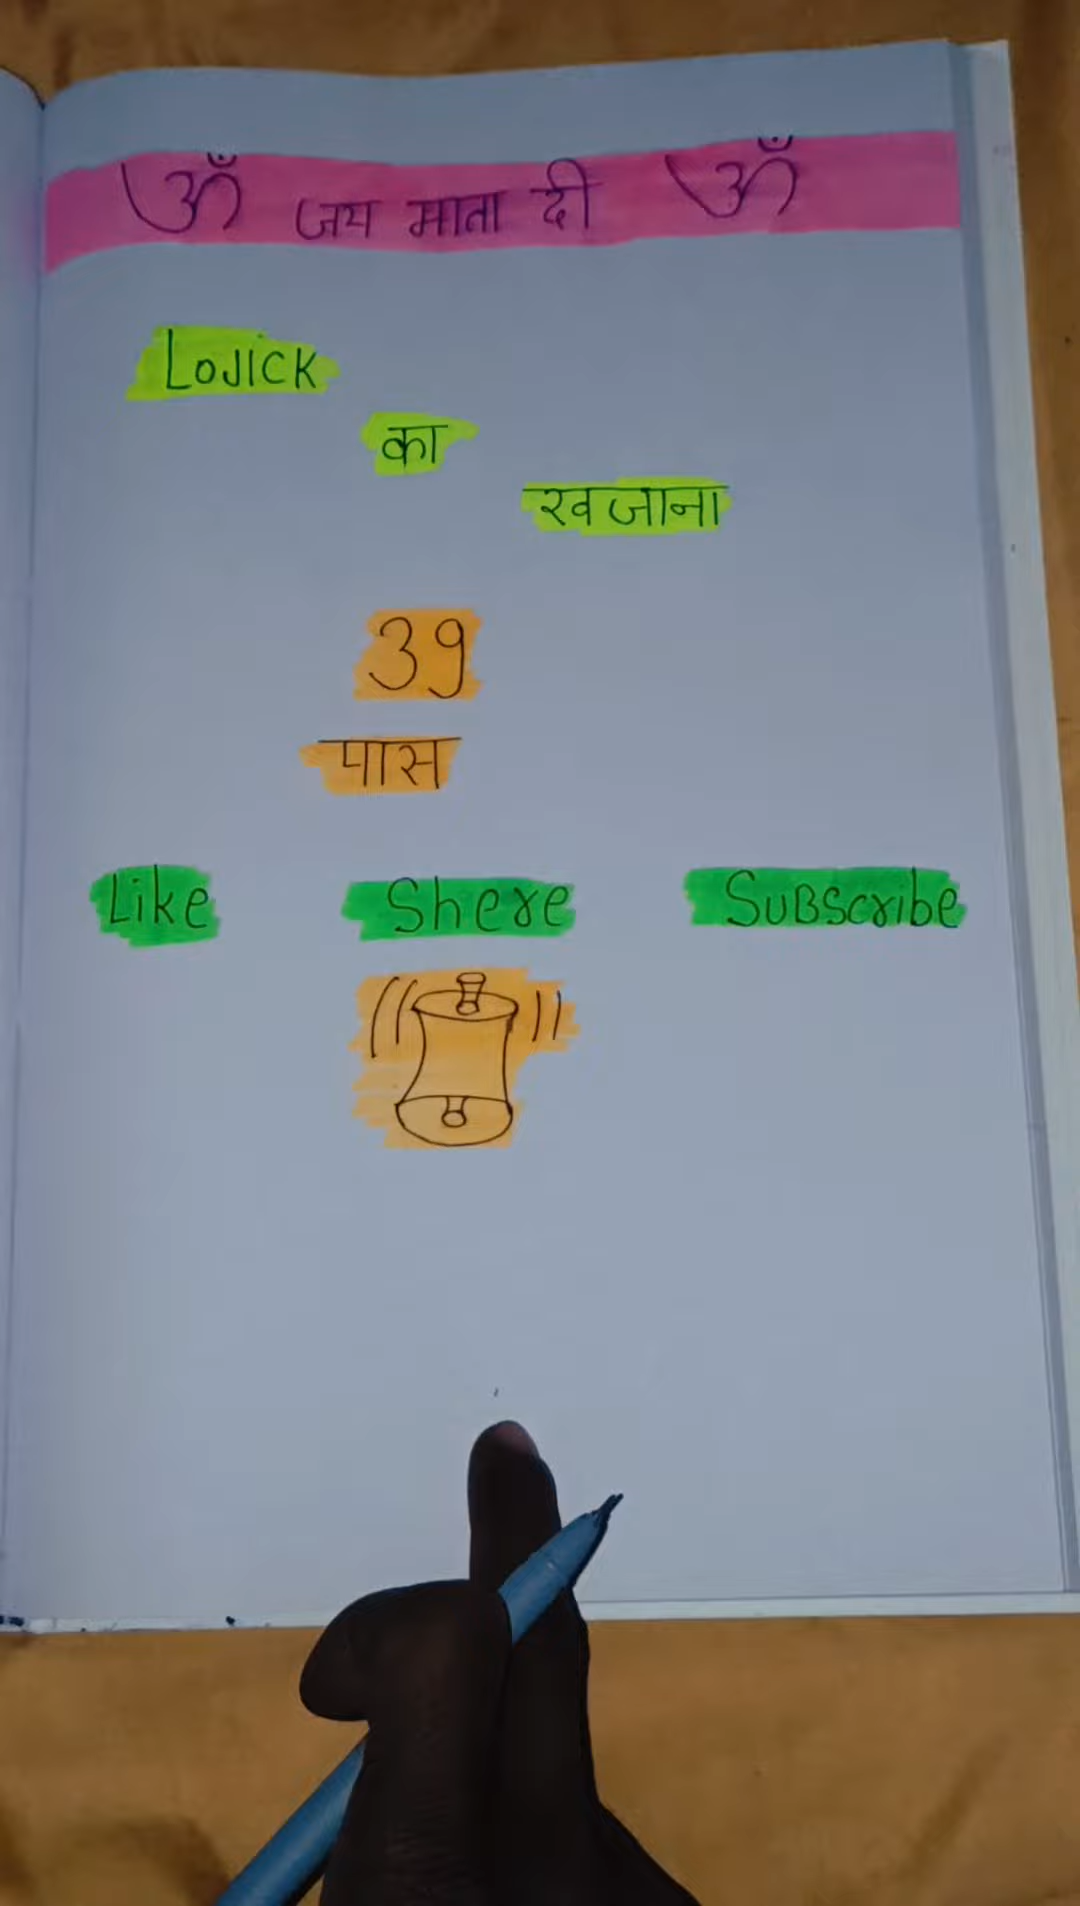 ॐ जय माता दी ॐ
LOJICK
का
खजाना
39
पास
Like Shere SuBscribe